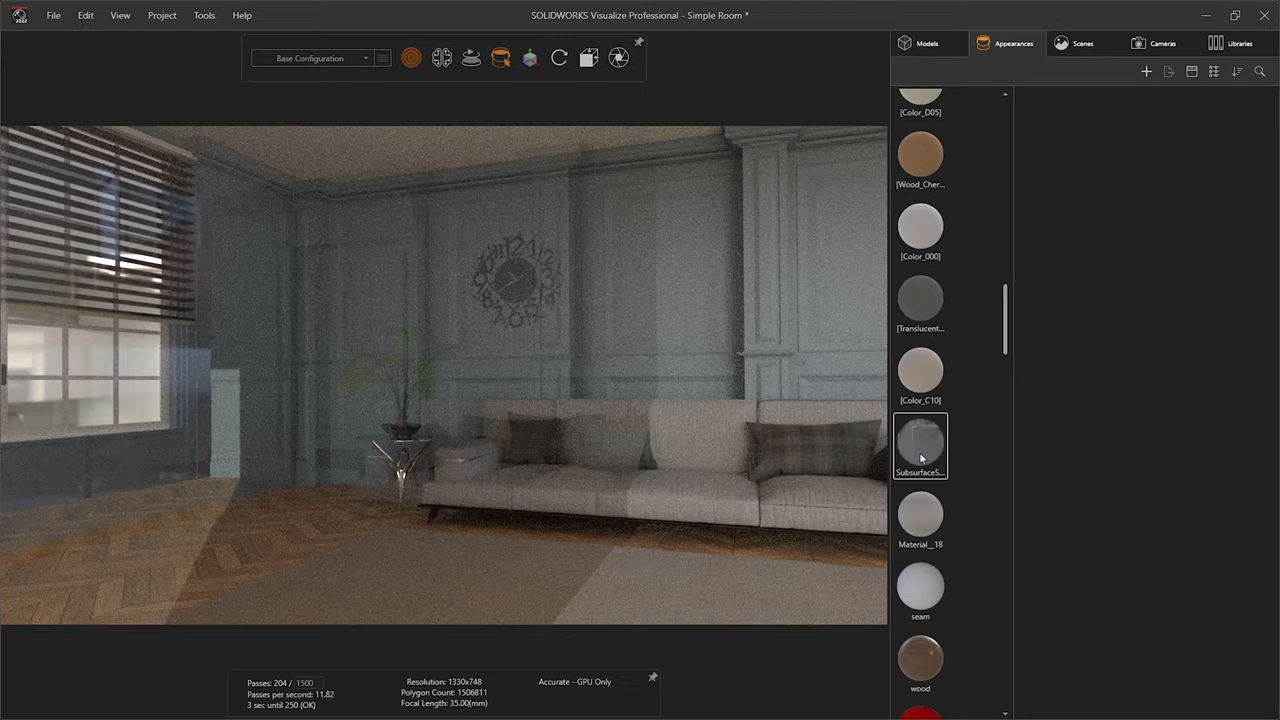 2022
File Edit View Project Tools Help
SOLIDWORKS Visualize Professional - Simple Room *
Base Configuration
Models Appearances Scenes Cameras Libraries
[Color_D05]
[Wood_Cher...
[Color_000]
[Translucent...
[Color_C10]
SubsurfaceS...
Material__18
seam
wood
Passes: 204 / 1500
Passes per second: 11.82
3 sec until 250 (OK)
Resolution: 1330x748
Polygon Count: 1506811
Focal Length: 35.00(mm)
Accurate - GPU Only